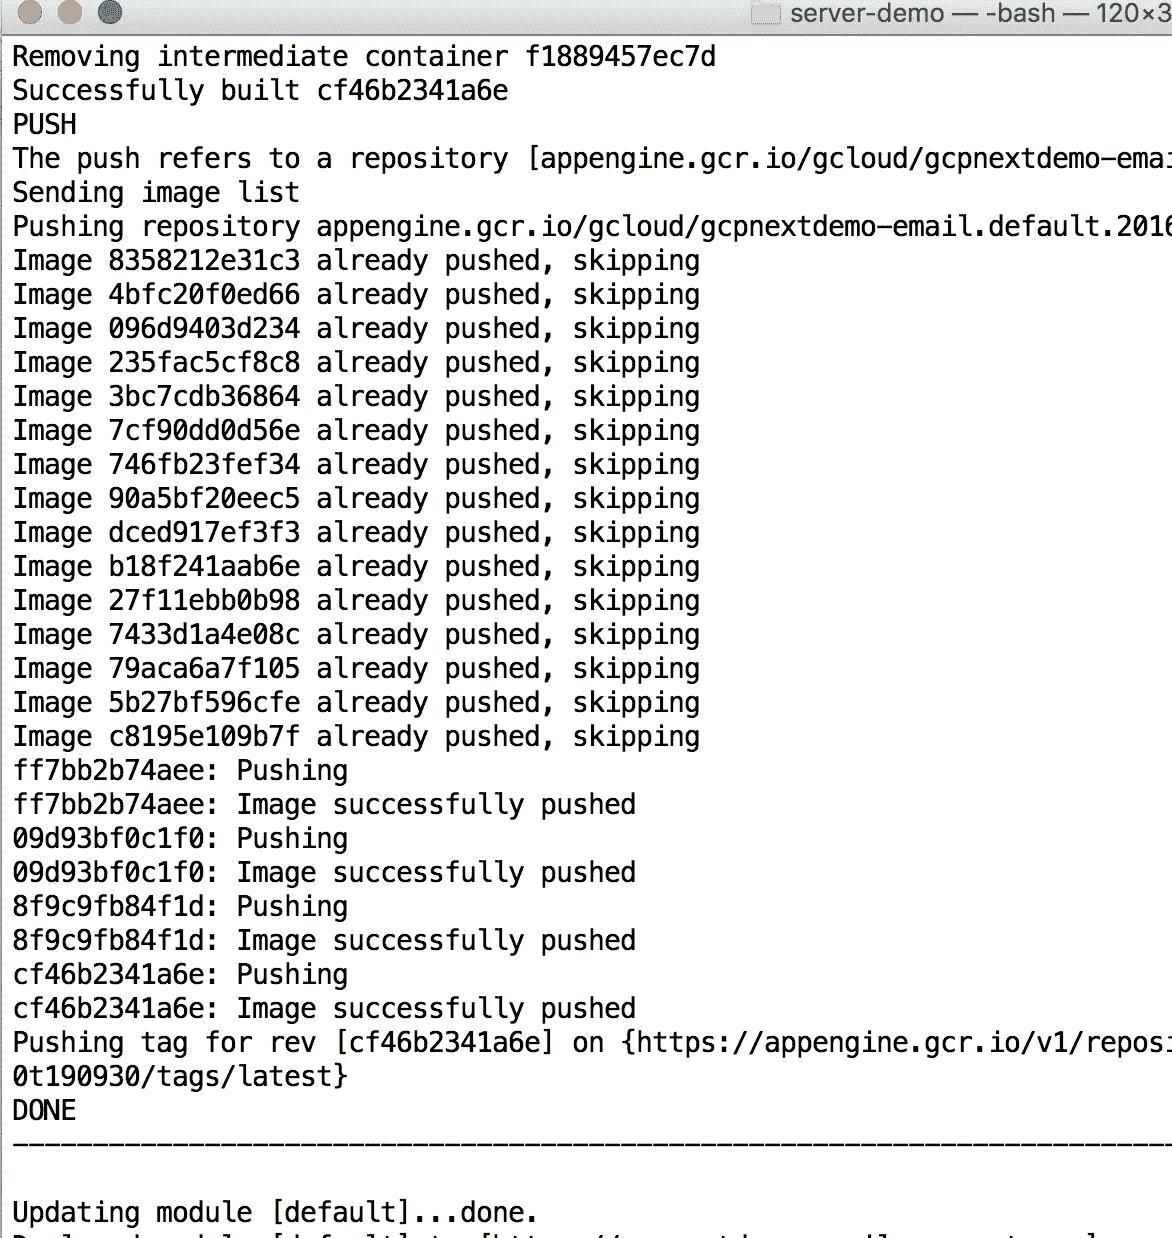 server-demo — -bash — 120×3
Removing intermediate container f1889457ec7d
Successfully built cf46b2341a6e
PUSH
The push refers to a repository [appengine.gcr.io/gcloud/gcpnextdemo-emai
Sending image list
Pushing repository appengine.gcr.io/gcloud/gcpnextdemo-email.default.2016
Image 8358212e31c3 already pushed, skipping
Image 4bfc20f0ed66 already pushed, skipping
Image 096d9403d234 already pushed, skipping
Image 235fac5cf8c8 already pushed, skipping
Image 3bc7cdb36864 already pushed, skipping
Image 7cf90dd0d56e already pushed, skipping
Image 746fb23fef34 already pushed, skipping
Image 90a5bf20eec5 already pushed, skipping
Image dced917ef3f3 already pushed, skipping
Image b18f241aab6e already pushed, skipping
Image 27f11ebb0b98 already pushed, skipping
Image 7433d1a4e08c already pushed, skipping
Image 79aca6a7f105 already pushed, skipping
Image 5b27bf596cfe already pushed, skipping
Image c8195e109b7f already pushed, skipping
ff7bb2b74aee: Pushing
ff7bb2b74aee: Image successfully pushed
09d93bf0c1f0: Pushing
09d93bf0c1f0: Image successfully pushed
8f9c9fb84f1d: Pushing
8f9c9fb84f1d: Image successfully pushed
cf46b2341a6e: Pushing
cf46b2341a6e: Image successfully pushed
Pushing tag for rev [cf46b2341a6e] on {https://appengine.gcr.io/v1/reposi
0t190930/tags/latest}
DONE
-------------------------------------------------------------------------
Updating module [default]...done.